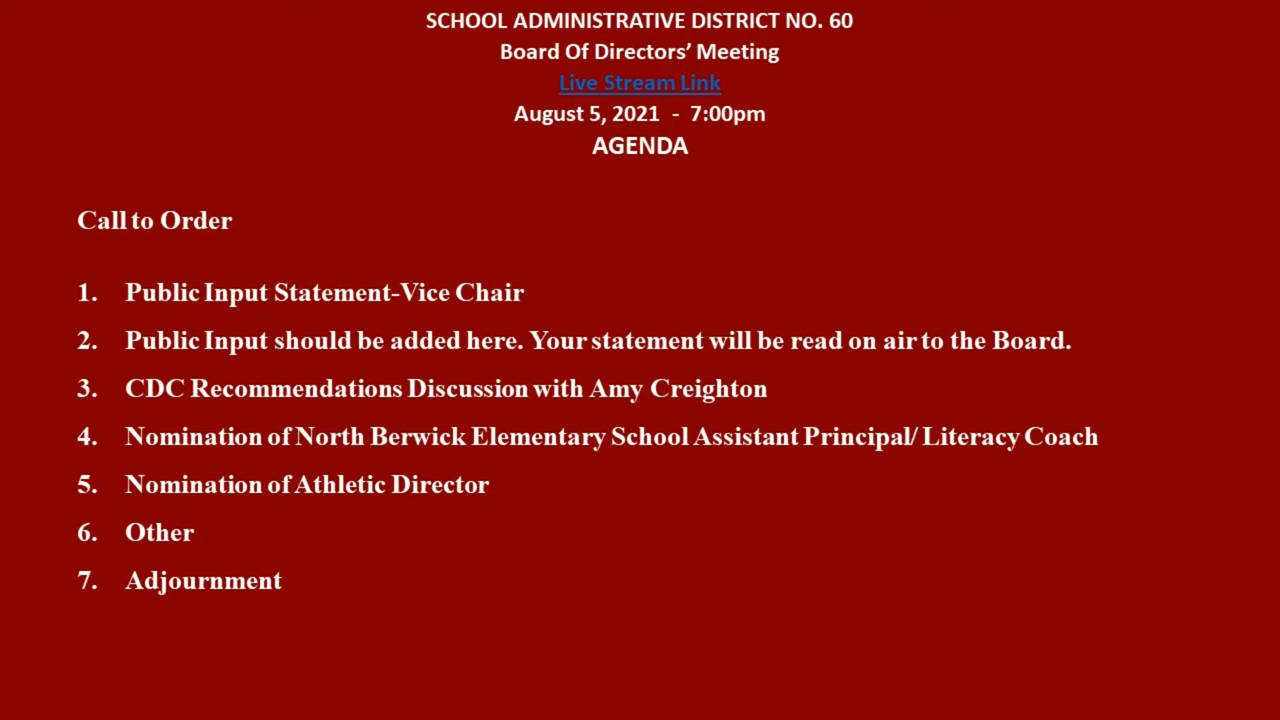 SCHOOL ADMINISTRATIVE DISTRICT NO. 60
Board Of Directors’ Meeting
Live Stream Link
August 5, 2021 - 7:00pm
AGENDA
Call to Order
1. Public Input Statement-Vice Chair
2. Public Input should be added here. Your statement will be read on air to the Board.
3. CDC Recommendations Discussion with Amy Creighton
4. Nomination of North Berwick Elementary School Assistant Principal/ Literacy Coach
5. Nomination of Athletic Director
6. Other
7. Adjournment